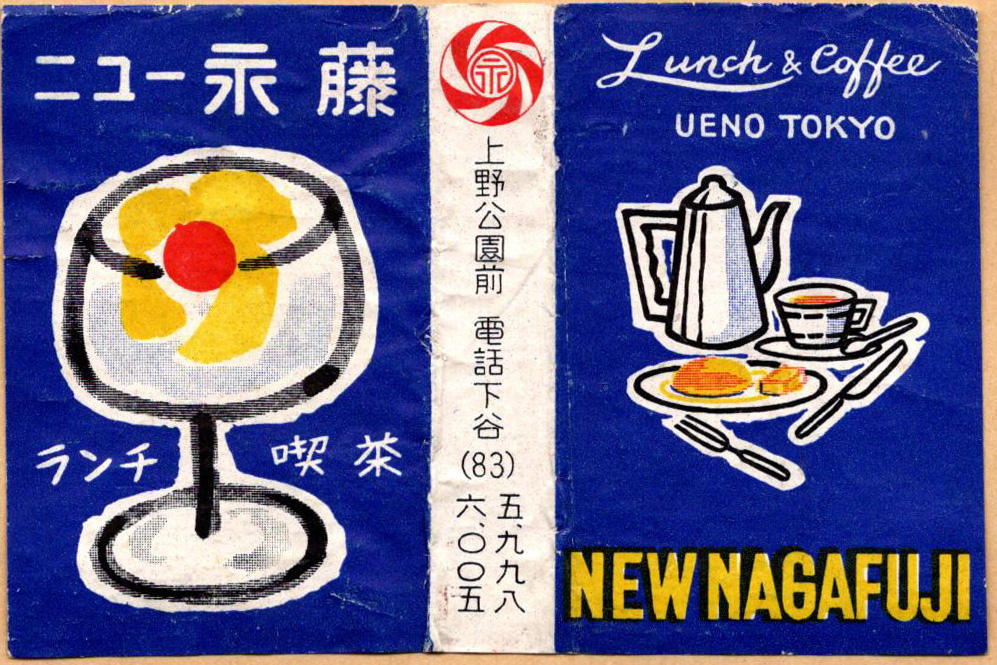 ニュー永藤
ランチ 喫茶
永
上野公園前 電話下谷(83)
五、九九八
六、〇〇五
Lunch & Coffee
UENO TOKYO
NEW NAGAFUJI